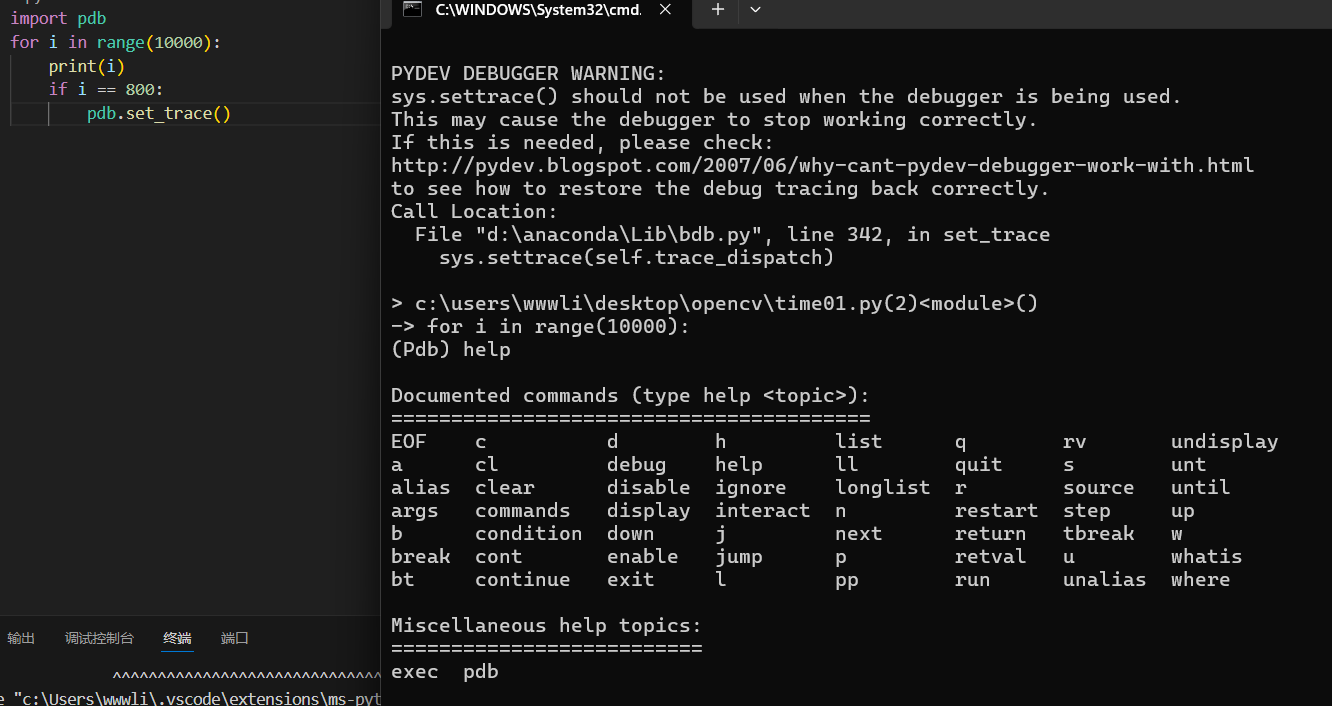 import pdb
for i in range(10000):
    print(i)
    if i == 800:
        pdb.set_trace()
输出 调试控制台 终端 端口
^^^^^^^^^^^^^^^^^^^^^^^^^^^^^^
e "c:\Users\wwwli\.vscode\extensions\ms-pyt
C:\WINDOWS\System32\cmd.
PYDEV DEBUGGER WARNING:
sys.settrace() should not be used when the debugger is being used.
This may cause the debugger to stop working correctly.
If this is needed, please check:
http://pydev.blogspot.com/2007/06/why-cant-pydev-debugger-work-with.html
to see how to restore the debug tracing back correctly.
Call Location:
  File "d:\anaconda\Lib\bdb.py", line 342, in set_trace
    sys.settrace(self.trace_dispatch)
> c:\users\wwwli\desktop\opencv\time01.py(2)<module>()
-> for i in range(10000):
(Pdb) help
Documented commands (type help <topic>):
========================================
EOF    c          d        h         list      q        rv       undisplay
a      cl         debug    help      ll        quit     s        unt
alias  clear      disable  ignore    longlist  r        source   until
args   commands   display  interact  n         restart  step     up
b      condition  down     j         next      return   tbreak   w
break  cont       enable   jump      p         retval   u        whatis
bt     continue   exit     l         pp        run      unalias  where
Miscellaneous help topics:
==========================
exec  pdb